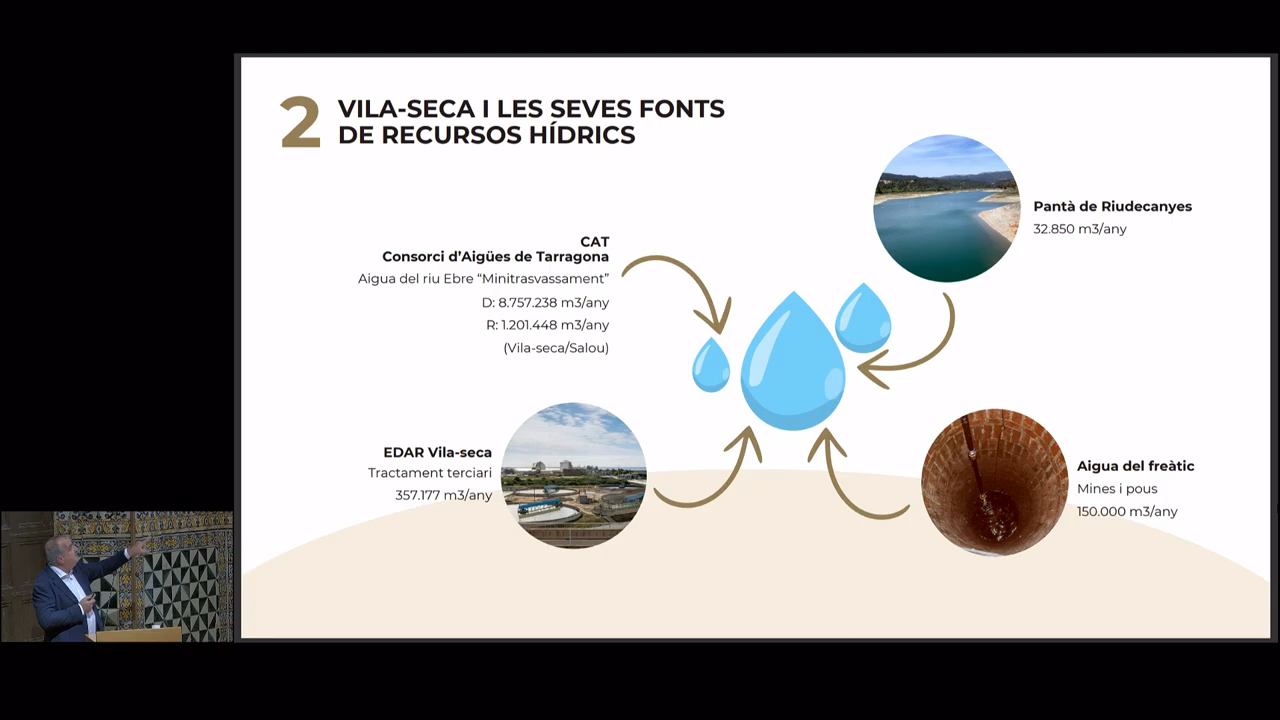 2
VILA-SECA I LES SEVES FONTS
DE RECURSOS HÍDRICS
CAT
Consorci d'Aigües de Tarragona
Aigua del riu Ebre “Minitrasvassament”
D: 8.757.238 m3/any
R: 1.201.448 m3/any
(Vila-seca/Salou)
Pantà de Riudecanyes
32.850 m3/any
EDAR Vila-seca
Tractament terciari
357.177 m3/any
Aigua del freàtic
Mines i pous
150.000 m3/any